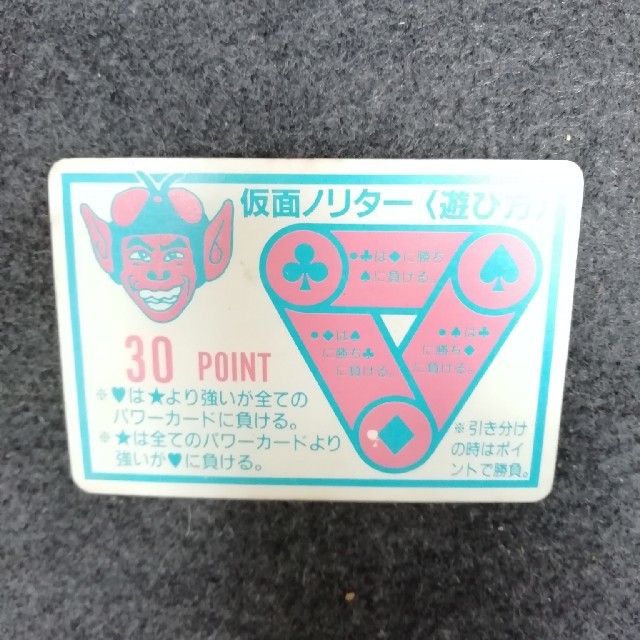 仮面ノリター〈遊び方〉
•♣は◆に勝ち
♠に負ける。
•◆は♠
に勝ち♣
に負ける。
•♠は♣
に勝ち◆
に負ける。
30 POINT
※♥は★より強いが全ての
パワーカードに負ける。
※★は全てのパワーカードより
強いが♥に負ける。
※引き分け
の時はポイ
ントで勝負。